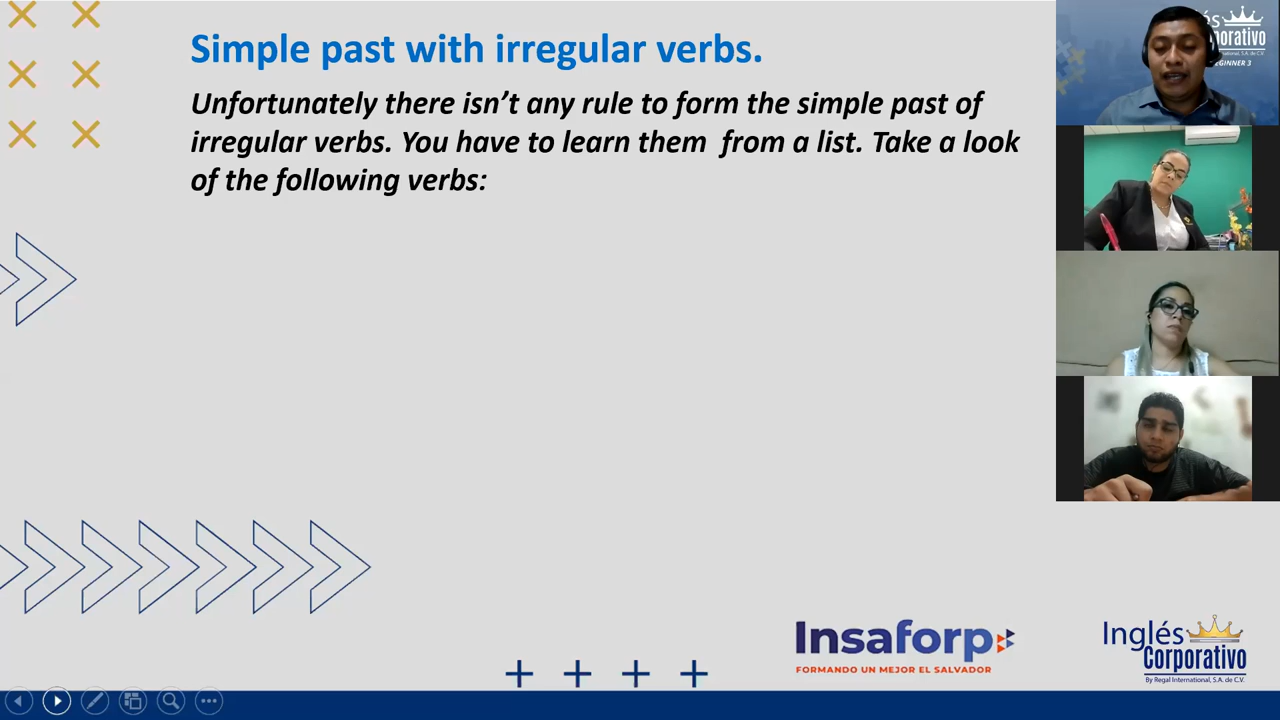 Simple past with irregular verbs.
Unfortunately there isn't any rule to form the simple past of
irregular verbs. You have to learn them  from a list. Take a look
of the following verbs:
Insaforp
FORMANDO UN MEJOR EL SALVADOR
Inglés
Corporativo
By Regal International, S.A. de C.V.